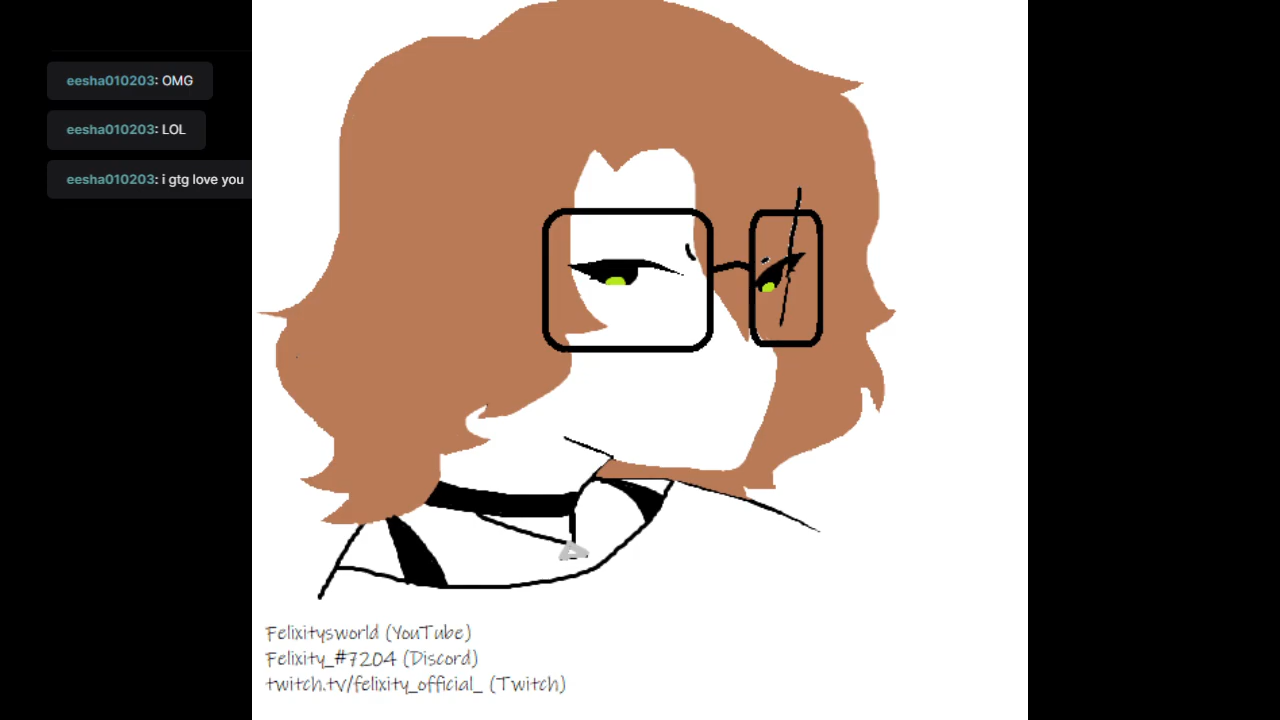 eesha010203: OMG
eesha010203: LOL
eesha010203: i gtg love you
Felixitysworld (YouTube)
Felixity_#7204 (Discord)
twitch.tv/felixity_official_ (Twitch)